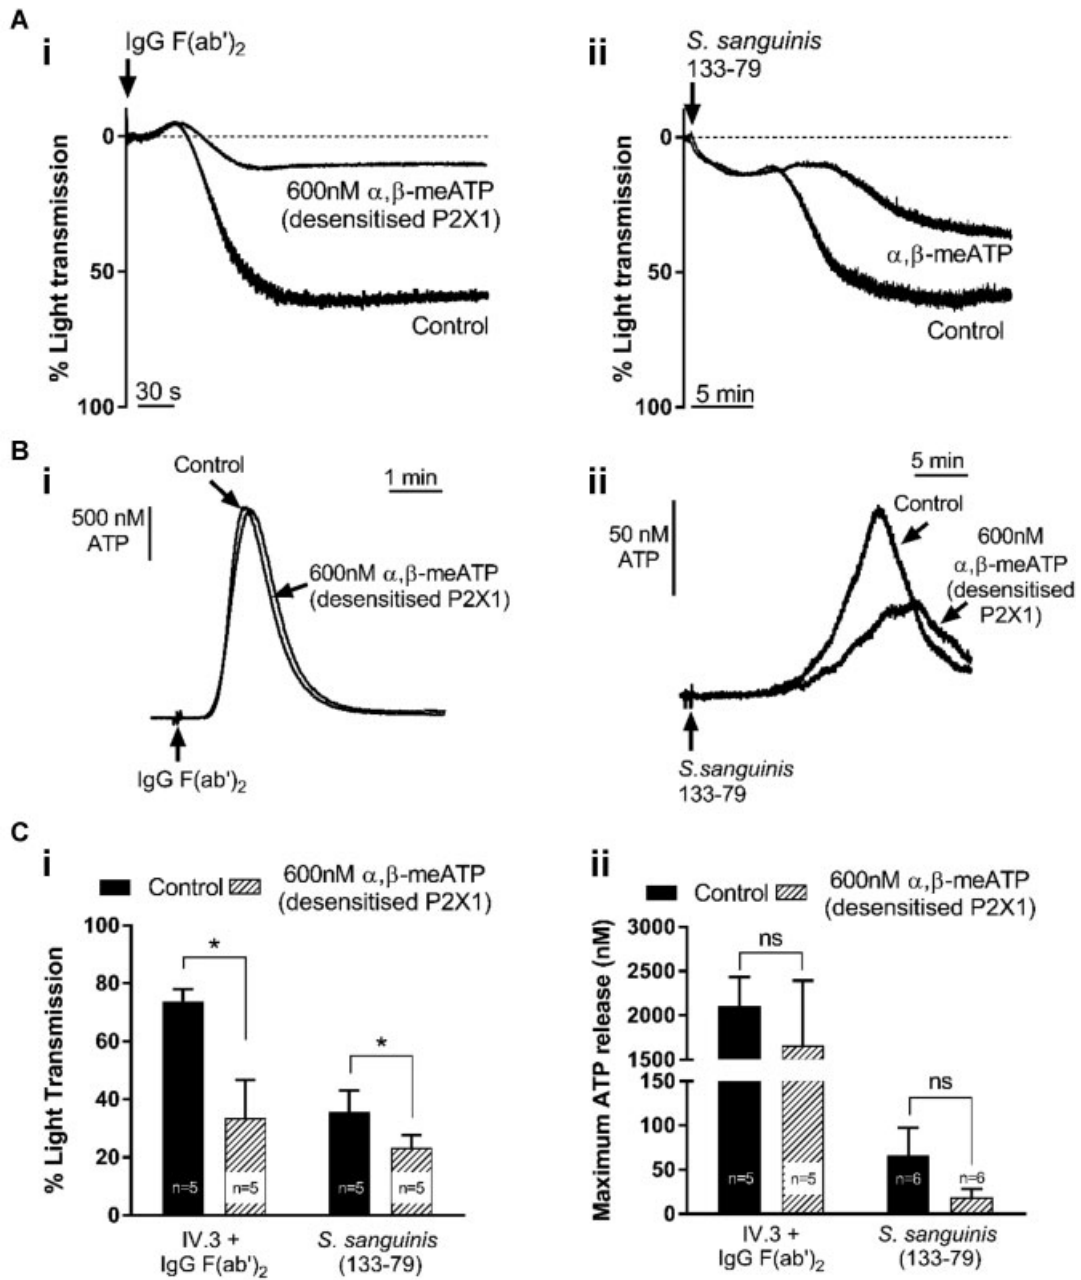 A
i
IgG F(ab')₂
% Light transmission
0
50
100
600nM α,β-meATP
(desensitised P2X1)
Control
30 s
ii
S. sanguinis
133-79
% Light transmission
0
50
100
α,β-meATP
Control
5 min
B
i
Control
1 min
500 nM
ATP
600nM α,β-meATP
(desensitised P2X1)
IgG F(ab')₂
ii
5 min
Control
50 nM
ATP
600nM
α,β-meATP
(desensitised
P2X1)
S.sanguinis
133-79
C
i
Control
600nM α,β-meATP
(desensitised P2X1)
% Light Transmission
100
80
60
40
20
0
*
*
n=5
n=5
n=5
n=5
IV.3 +
IgG F(ab')₂
S. sanguinis
(133-79)
ii
Control
600nM α,β-meATP
(desensitised P2X1)
Maximum ATP release (nM)
3000
2500
2000
1500
150
100
50
0
ns
ns
n=5
n=5
n=6
n=6
IV.3 +
IgG F(ab')₂
S. sanguinis
(133-79)